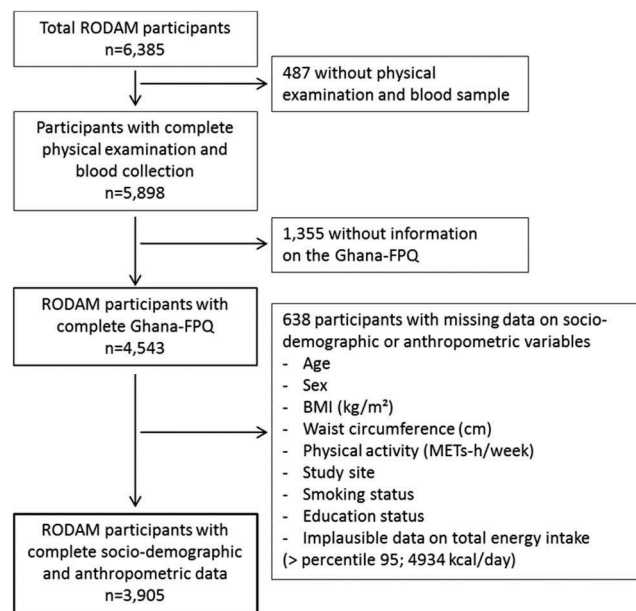 Total RODAM participants
n=6,385
487 without physical
examination and blood sample
Participants with complete
physical examination and
blood collection
n=5,898
1,355 without information
on the Ghana-FPQ
RODAM participants with
complete Ghana-FPQ
n=4,543
638 participants with missing data on socio-
demographic or anthropometric variables
- Age
- Sex
- BMI (kg/m²)
- Waist circumference (cm)
- Physical activity (METs-h/week)
- Study site
- Smoking status
- Education status
- Implausible data on total energy intake
(> percentile 95; 4934 kcal/day)
RODAM participants with
complete socio-demographic
and anthropometric data
n=3,905